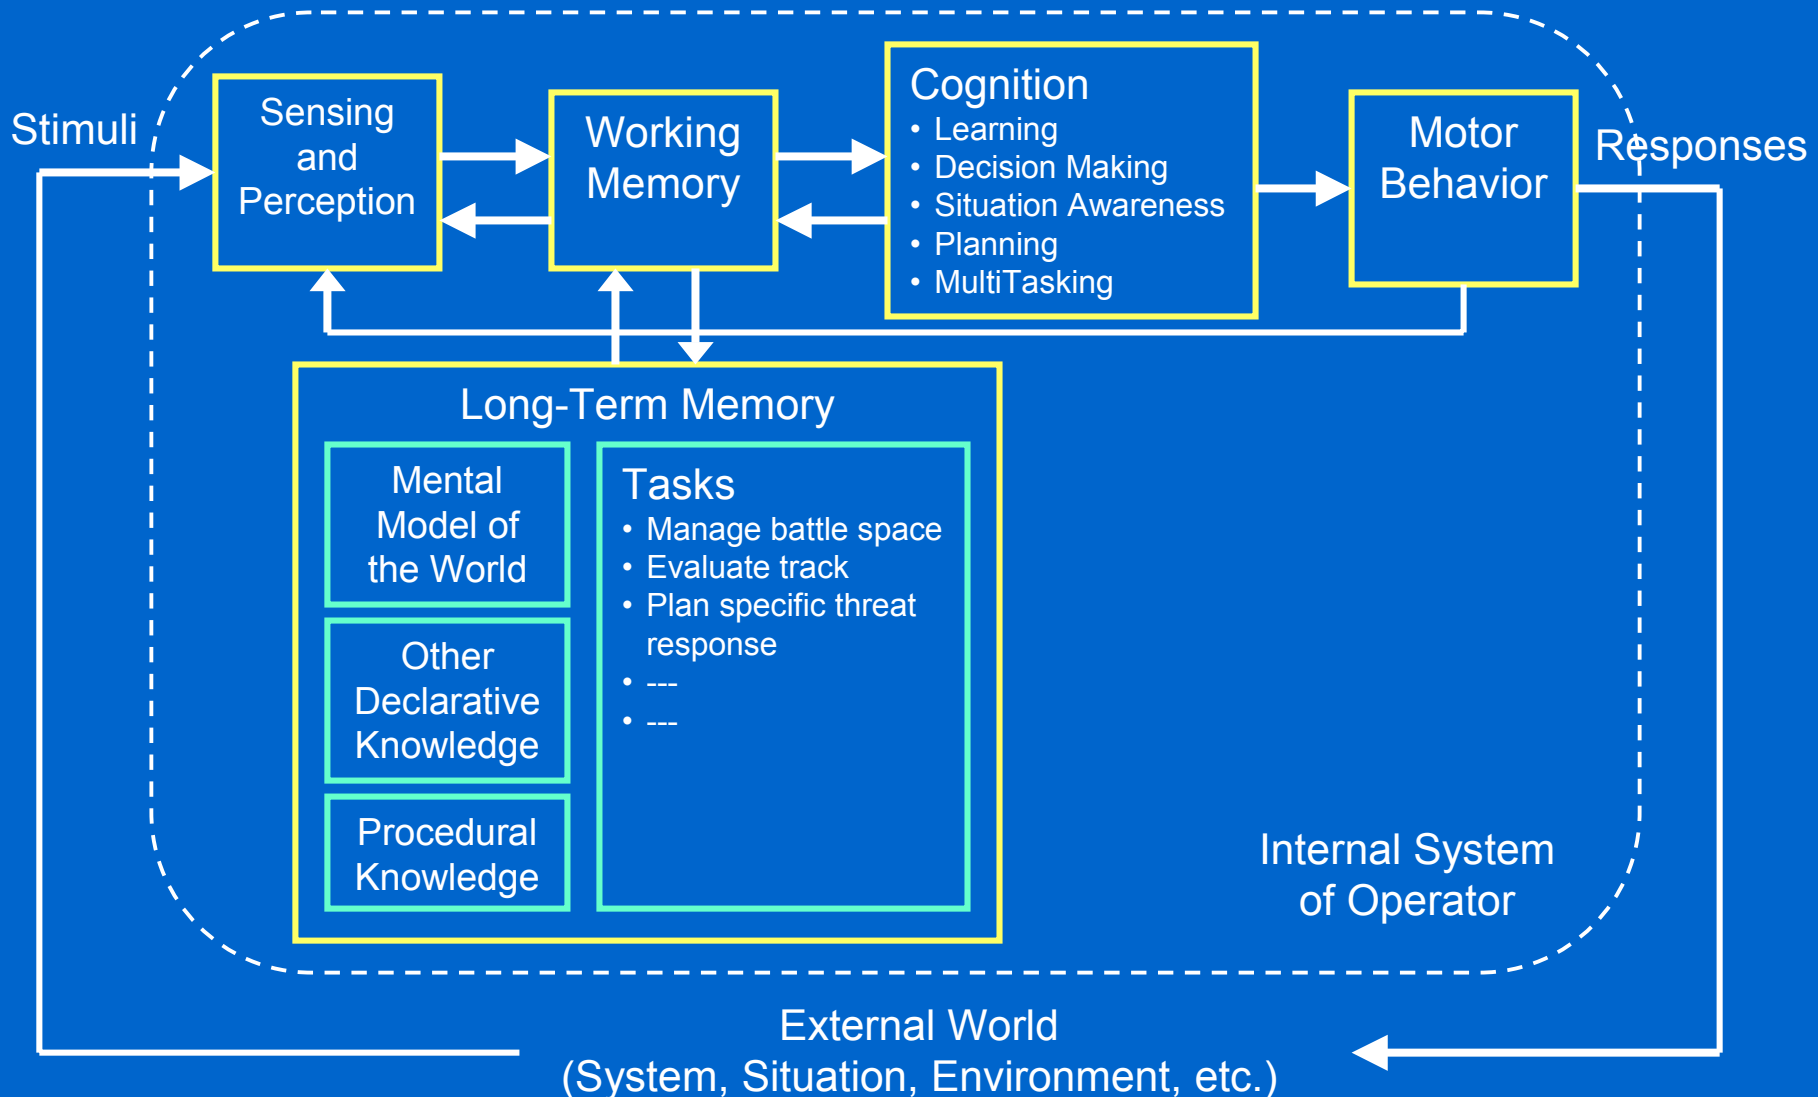 Stimuli
Sensing
and
Perception
Working
Memory
Cognition
• Learning
• Decision Making
• Situation Awareness
• Planning
• MultiTasking
Motor
Behavior
Responses
Long-Term Memory
Mental
Model of
the World
Other
Declarative
Knowledge
Procedural
Knowledge
Tasks
• Manage battle space
• Evaluate track
• Plan specific threat
response
• ---
• ---
Internal System
of Operator
External World
(System, Situation, Environment, etc.)